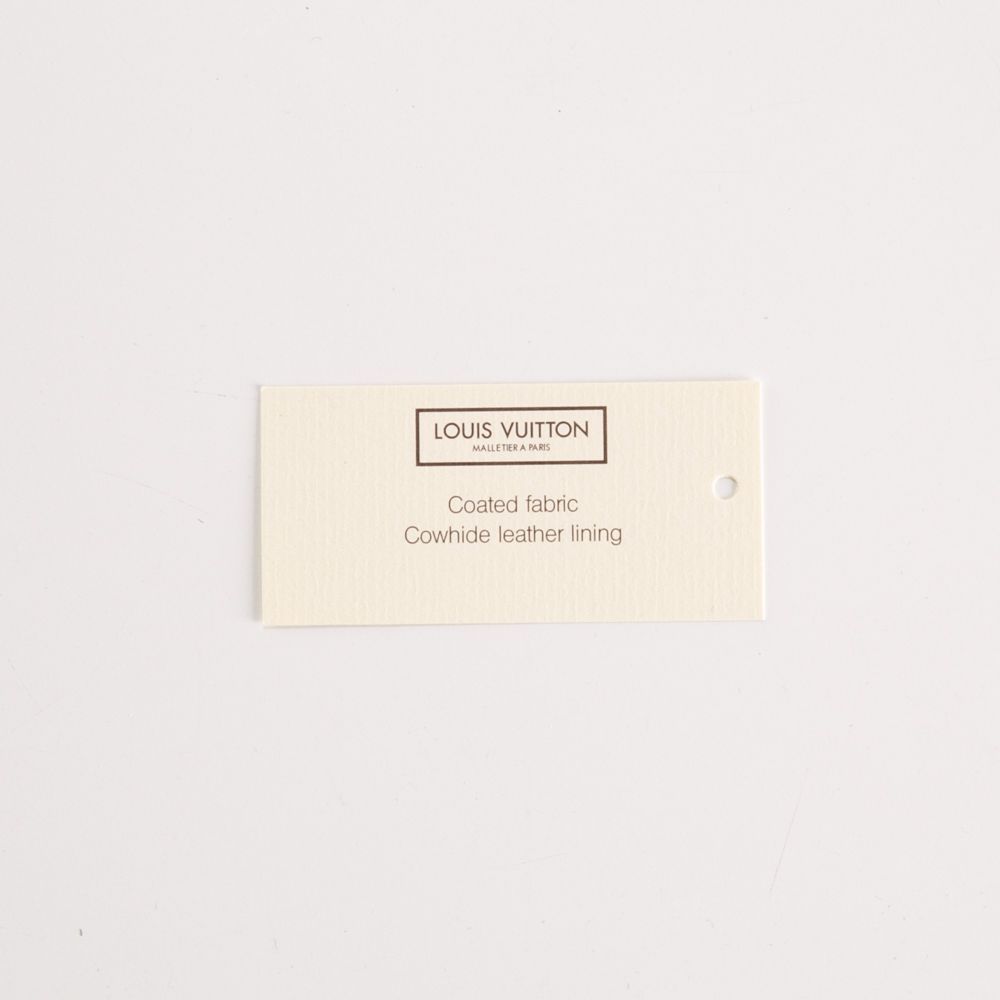 LOUIS VUITTON
MALLETIER A PARIS
Coated fabric
Cowhide leather lining